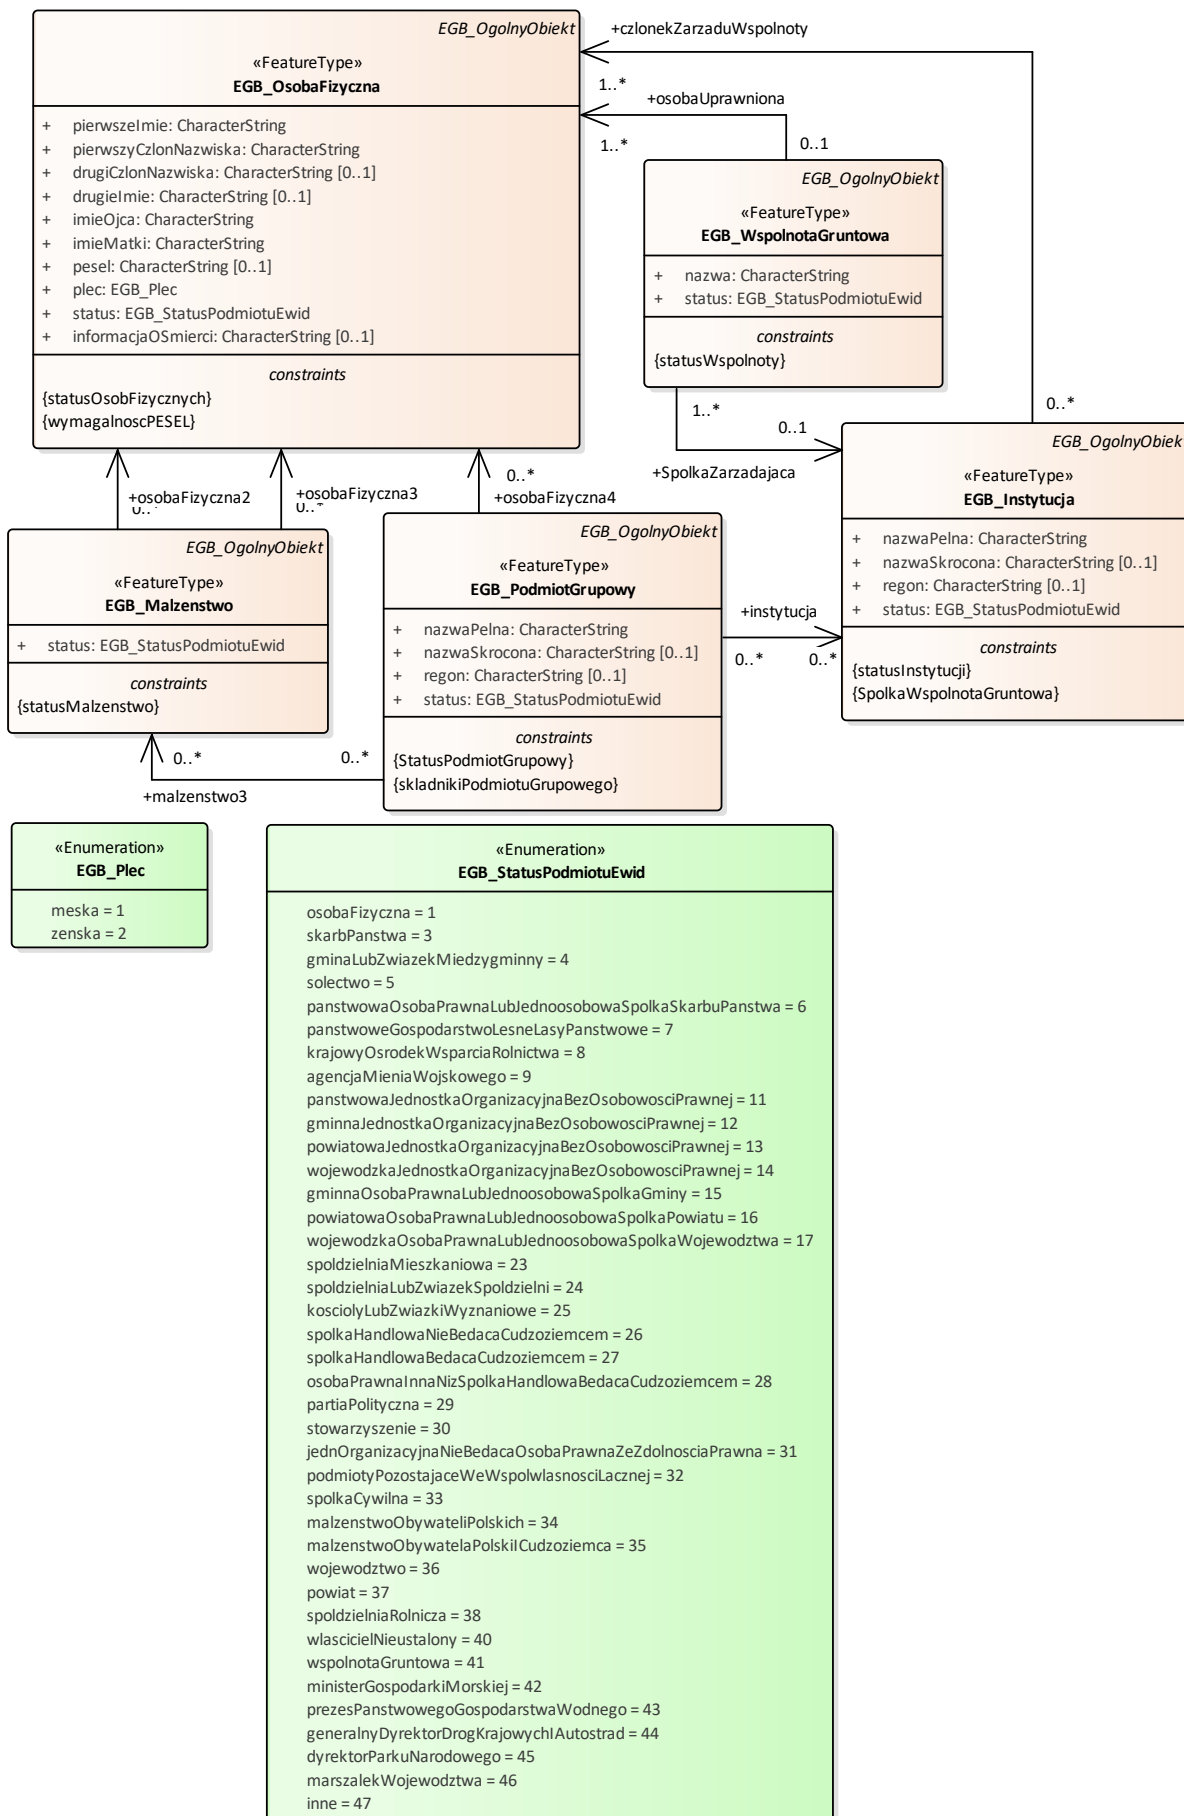 EGB_OgolnyObiekt
«FeatureType»
EGB_OsobaFizyczna
+ pierwszeImie: CharacterString
+ pierwszyCzlonNazwiska: CharacterString
+ drugiCzlonNazwiska: CharacterString [0..1]
+ drugieImie: CharacterString [0..1]
+ imieOjca: CharacterString
+ imieMatki: CharacterString
+ pesel: CharacterString [0..1]
+ plec: EGB_Plec
+ status: EGB_StatusPodmiotuEwid
+ informacjaOSmierci: CharacterString [0..1]
constraints
{statusOsobFizycznych}
{wymagalnoscPESEL}
+czlonekZarzaduWspolnoty
1..*
+osobaUprawniona
1..*
0..1
EGB_OgolnyObiekt
«FeatureType»
EGB_WspolnotaGruntowa
+ nazwa: CharacterString
+ status: EGB_StatusPodmiotuEwid
constraints
{statusWspolnoty}
1..*
0..1
+SpolkaZarzadajaca
0..*
EGB_OgolnyObiek
«FeatureType»
EGB_Instytucja
+ nazwaPelna: CharacterString
+ nazwaSkrocona: CharacterString [0..1]
+ regon: CharacterString [0..1]
+ status: EGB_StatusPodmiotuEwid
constraints
{statusInstytucji}
{SpolkaWspolnotaGruntowa}
+osobaFizyczna2
0..*
+osobaFizyczna3
0..*
0..*
+osobaFizyczna4
EGB_OgolnyObiekt
«FeatureType»
EGB_Malzenstwo
+ status: EGB_StatusPodmiotuEwid
constraints
{statusMalzenstwo}
EGB_OgolnyObiekt
«FeatureType»
EGB_PodmiotGrupowy
+ nazwaPelna: CharacterString
+ nazwaSkrocona: CharacterString [0..1]
+ regon: CharacterString [0..1]
+ status: EGB_StatusPodmiotuEwid
constraints
{StatusPodmiotGrupowy}
{skladnikiPodmiotuGrupowego}
+instytucja
0..* 0..*
0..* 0..*
+malzenstwo3
«Enumeration»
EGB_Plec
meska = 1
zenska = 2
«Enumeration»
EGB_StatusPodmiotuEwid
osobaFizyczna = 1
skarbPanstwa = 3
gminaLubZwiazekMiedzygminny = 4
solectwo = 5
panstwowaOsobaPrawnaLubJednoosobowaSpolkaSkarbuPanstwa = 6
panstwoweGospodarstwoLesneLasyPanstwowe = 7
krajowyOsrodekWsparciaRolnictwa = 8
agencjaMieniaWojskowego = 9
panstwowaJednostkaOrganizacyjnaBezOsobowosciPrawnej = 11
gminnaJednostkaOrganizacyjnaBezOsobowosciPrawnej = 12
powiatowaJednostkaOrganizacyjnaBezOsobowosciPrawnej = 13
wojewodzkaJednostkaOrganizacyjnaBezOsobowosciPrawnej = 14
gminnaOsobaPrawnaLubJednoosobowaSpolkaGminy = 15
powiatowaOsobaPrawnaLubJednoosobowaSpolkaPowiatu = 16
wojewodzkaOsobaPrawnaLubJednoosobowaSpolkaWojewodztwa = 17
spoldzielniaMieszkaniowa = 23
spoldzielniaLubZwiazekSpoldzielni = 24
kosciolyLubZwiazkiWyznaniowe = 25
spolkaHandlowaNieBedacaCudzoziemcem = 26
spolkaHandlowaBedacaCudzoziemcem = 27
osobaPrawnaInnaNizSpolkaHandlowaBedacaCudzoziemcem = 28
partiaPolityczna = 29
stowarzyszenie = 30
jednOrganizacyjnaNieBedacaOsobaPrawnaZeZdolnosciaPrawna = 31
podmiotyPozostajaceWeWspolwlasnosciLacznej = 32
spolkaCywilna = 33
malzenstwoObywateliPolskich = 34
malzenstwoObywatelaPolskiICudzoziemca = 35
wojewodztwo = 36
powiat = 37
spoldzielniaRolnicza = 38
wlascicielNieustalony = 40
wspolnotaGruntowa = 41
ministerGospodarkiMorskiej = 42
prezesPanstwowegoGospodarstwaWodnego = 43
generalnyDyrektorDrogKrajowychIAutostrad = 44
dyrektorParkuNarodowego = 45
marszalekWojewodztwa = 46
inne = 47